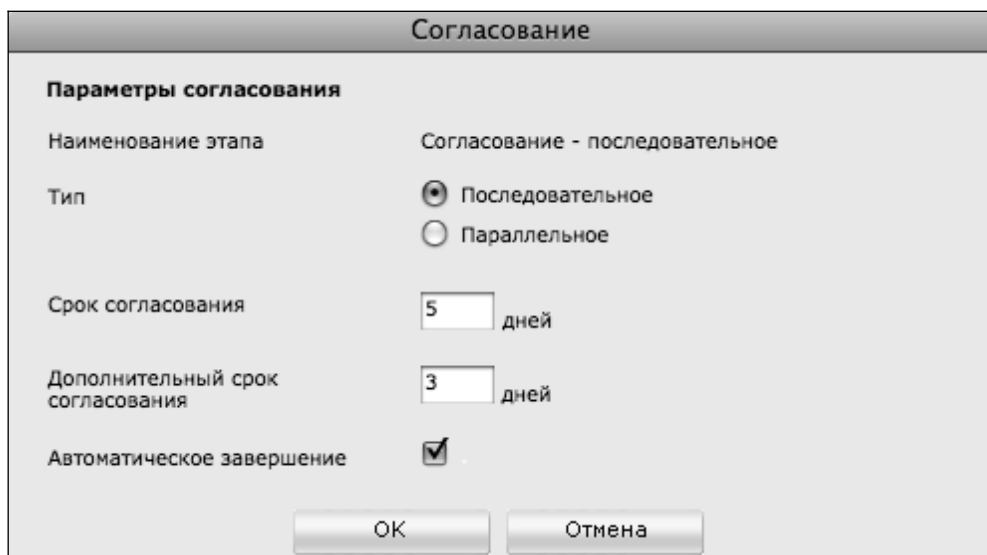 Согласование
Параметры согласования
Наименование этапа Согласование - последовательное
Тип Последовательное
Параллельное
Срок согласования 5 дней
Дополнительный срок
согласования 3 дней
Автоматическое завершение
OK Отмена